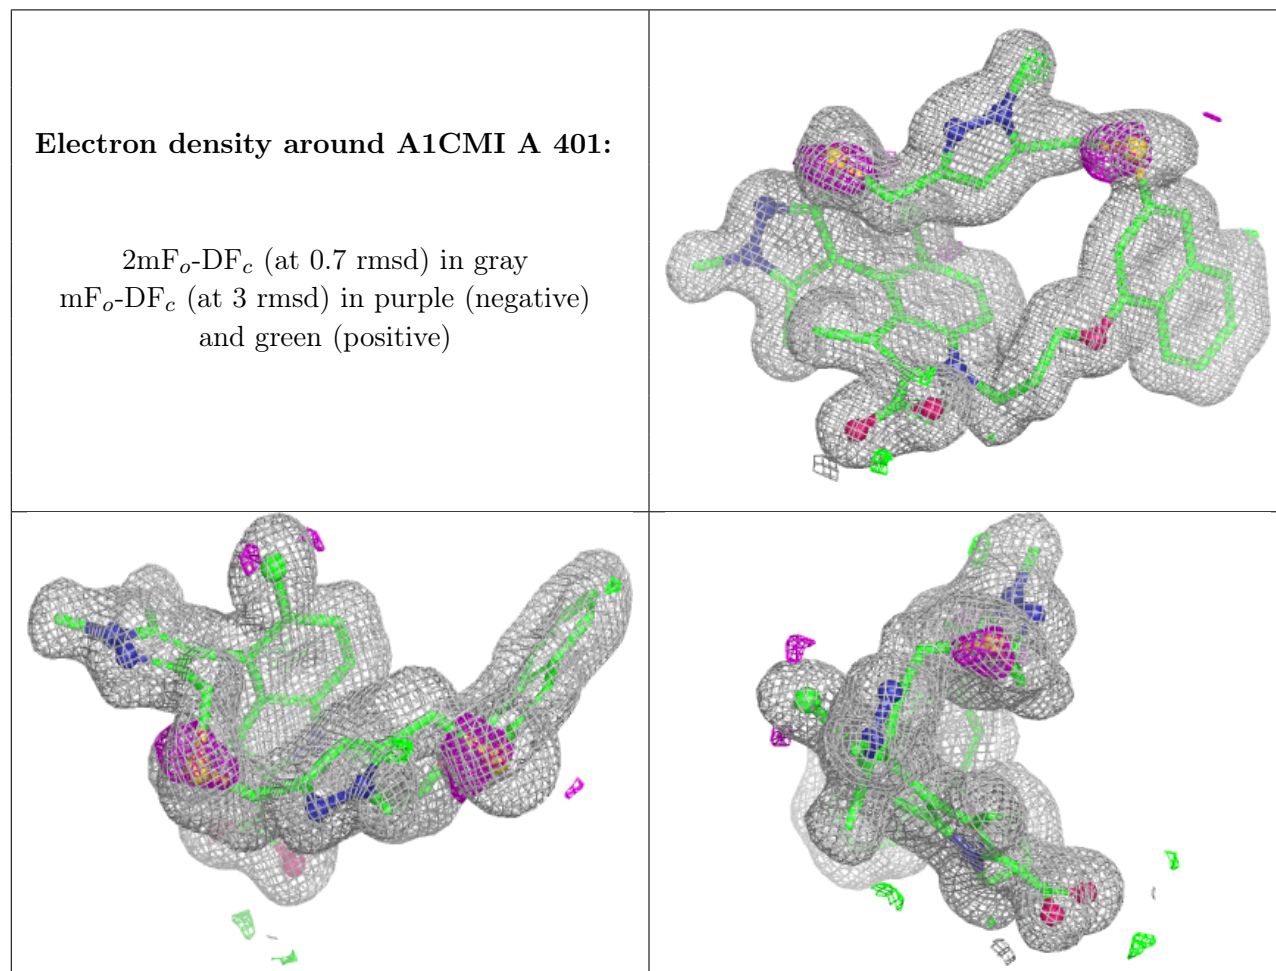 Electron density around A1CMI A 401:
2mFo-DFc (at 0.7 rmsd) in gray
mFo-DFc (at 3 rmsd) in purple (negative)
and green (positive)